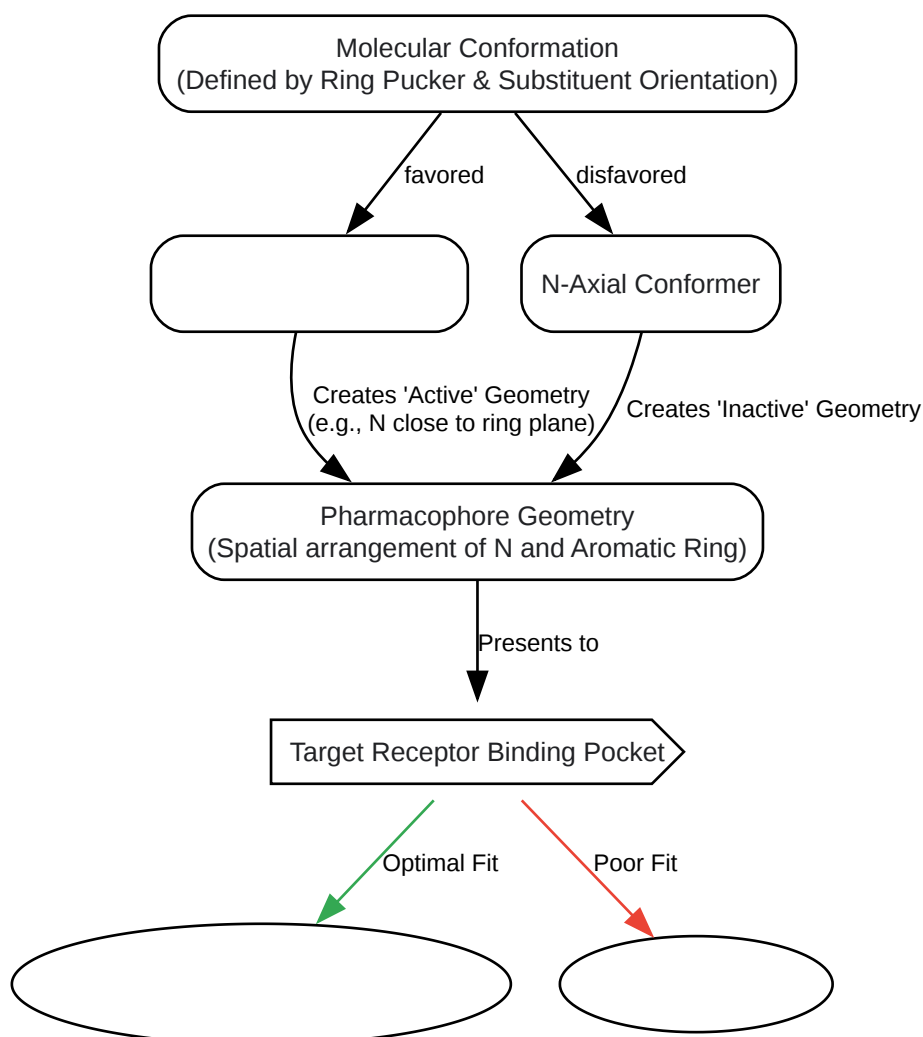 Molecular Conformation
(Defined by Ring Pucker & Substituent Orientation)
favored
disfavored
N-Axial Conformer
Creates 'Active' Geometry
(e.g., N close to ring plane)
Creates 'Inactive' Geometry
Pharmacophore Geometry
(Spatial arrangement of N and Aromatic Ring)
Presents to
Target Receptor Binding Pocket
Optimal Fit
Poor Fit